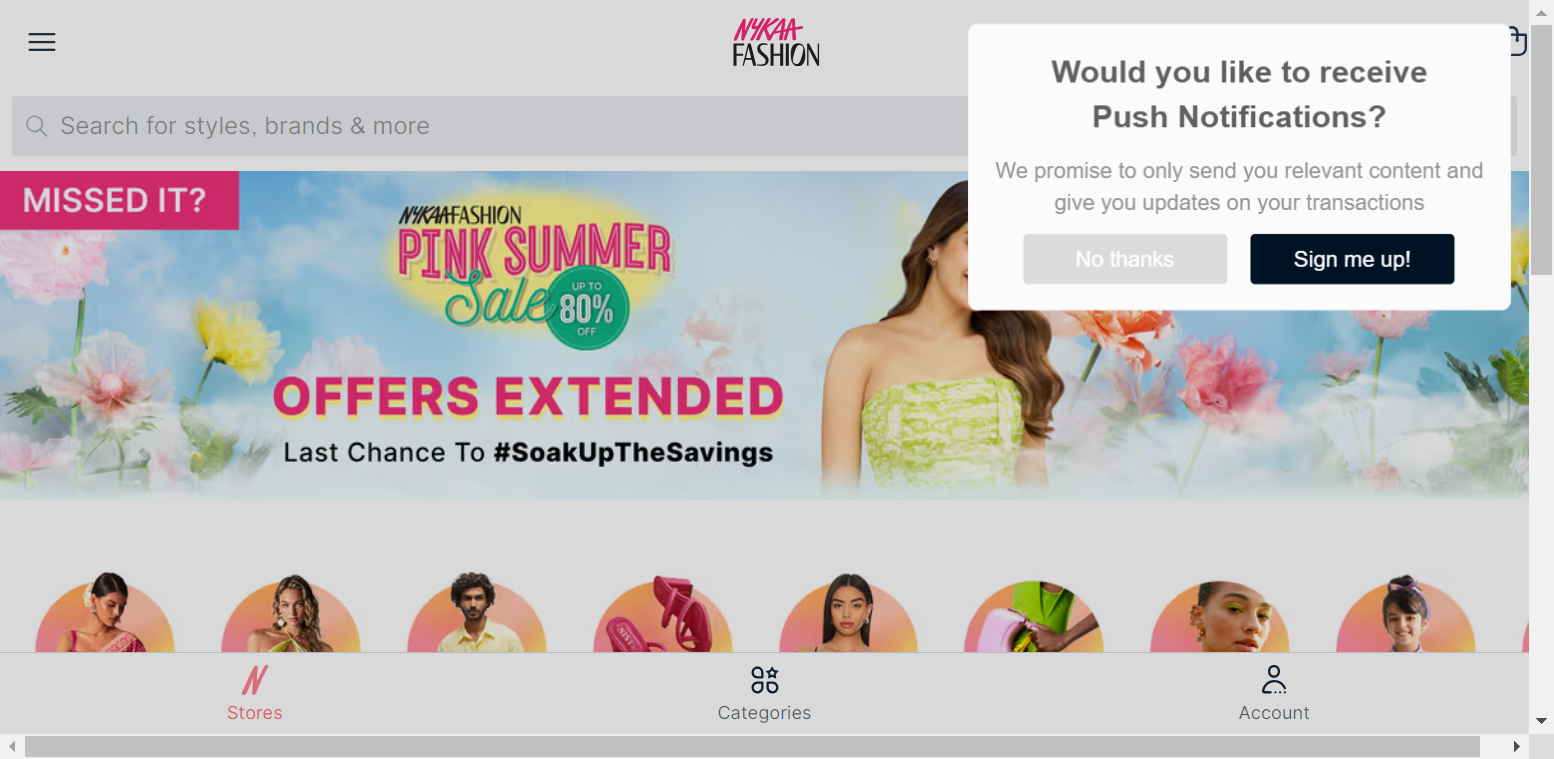 NYKAA
FASHION
Would you like to receive
Push Notifications?
We promise to only send you relevant content and
give you updates on your transactions
No thanks
Sign me up!
Search for styles, brands & more
MISSED IT?
NYKAAFASHION
PINK SUMMER
Sale
UP TO
80%
OFF
OFFERS EXTENDED
Last Chance To #SoakUpTheSavings
Stores
Categories
Account